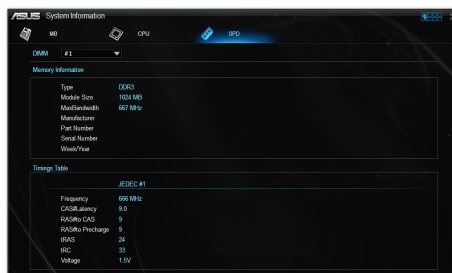 ASUS System Information
MB CPU SPD
DIMM #1
Memory Information
Type DDR3
Module Size 1024 MB
MaxBandwidth 667 MHz
Manufacturer
Part Number
Serial Number
Week/Year
Timings Table
JEDEC #1
Frequency 666 MHz
CAS#Latency 9.0
RAS#to CAS 9
RAS#to Precharge 9
tRAS 24
tRC 33
Voltage 1.5V